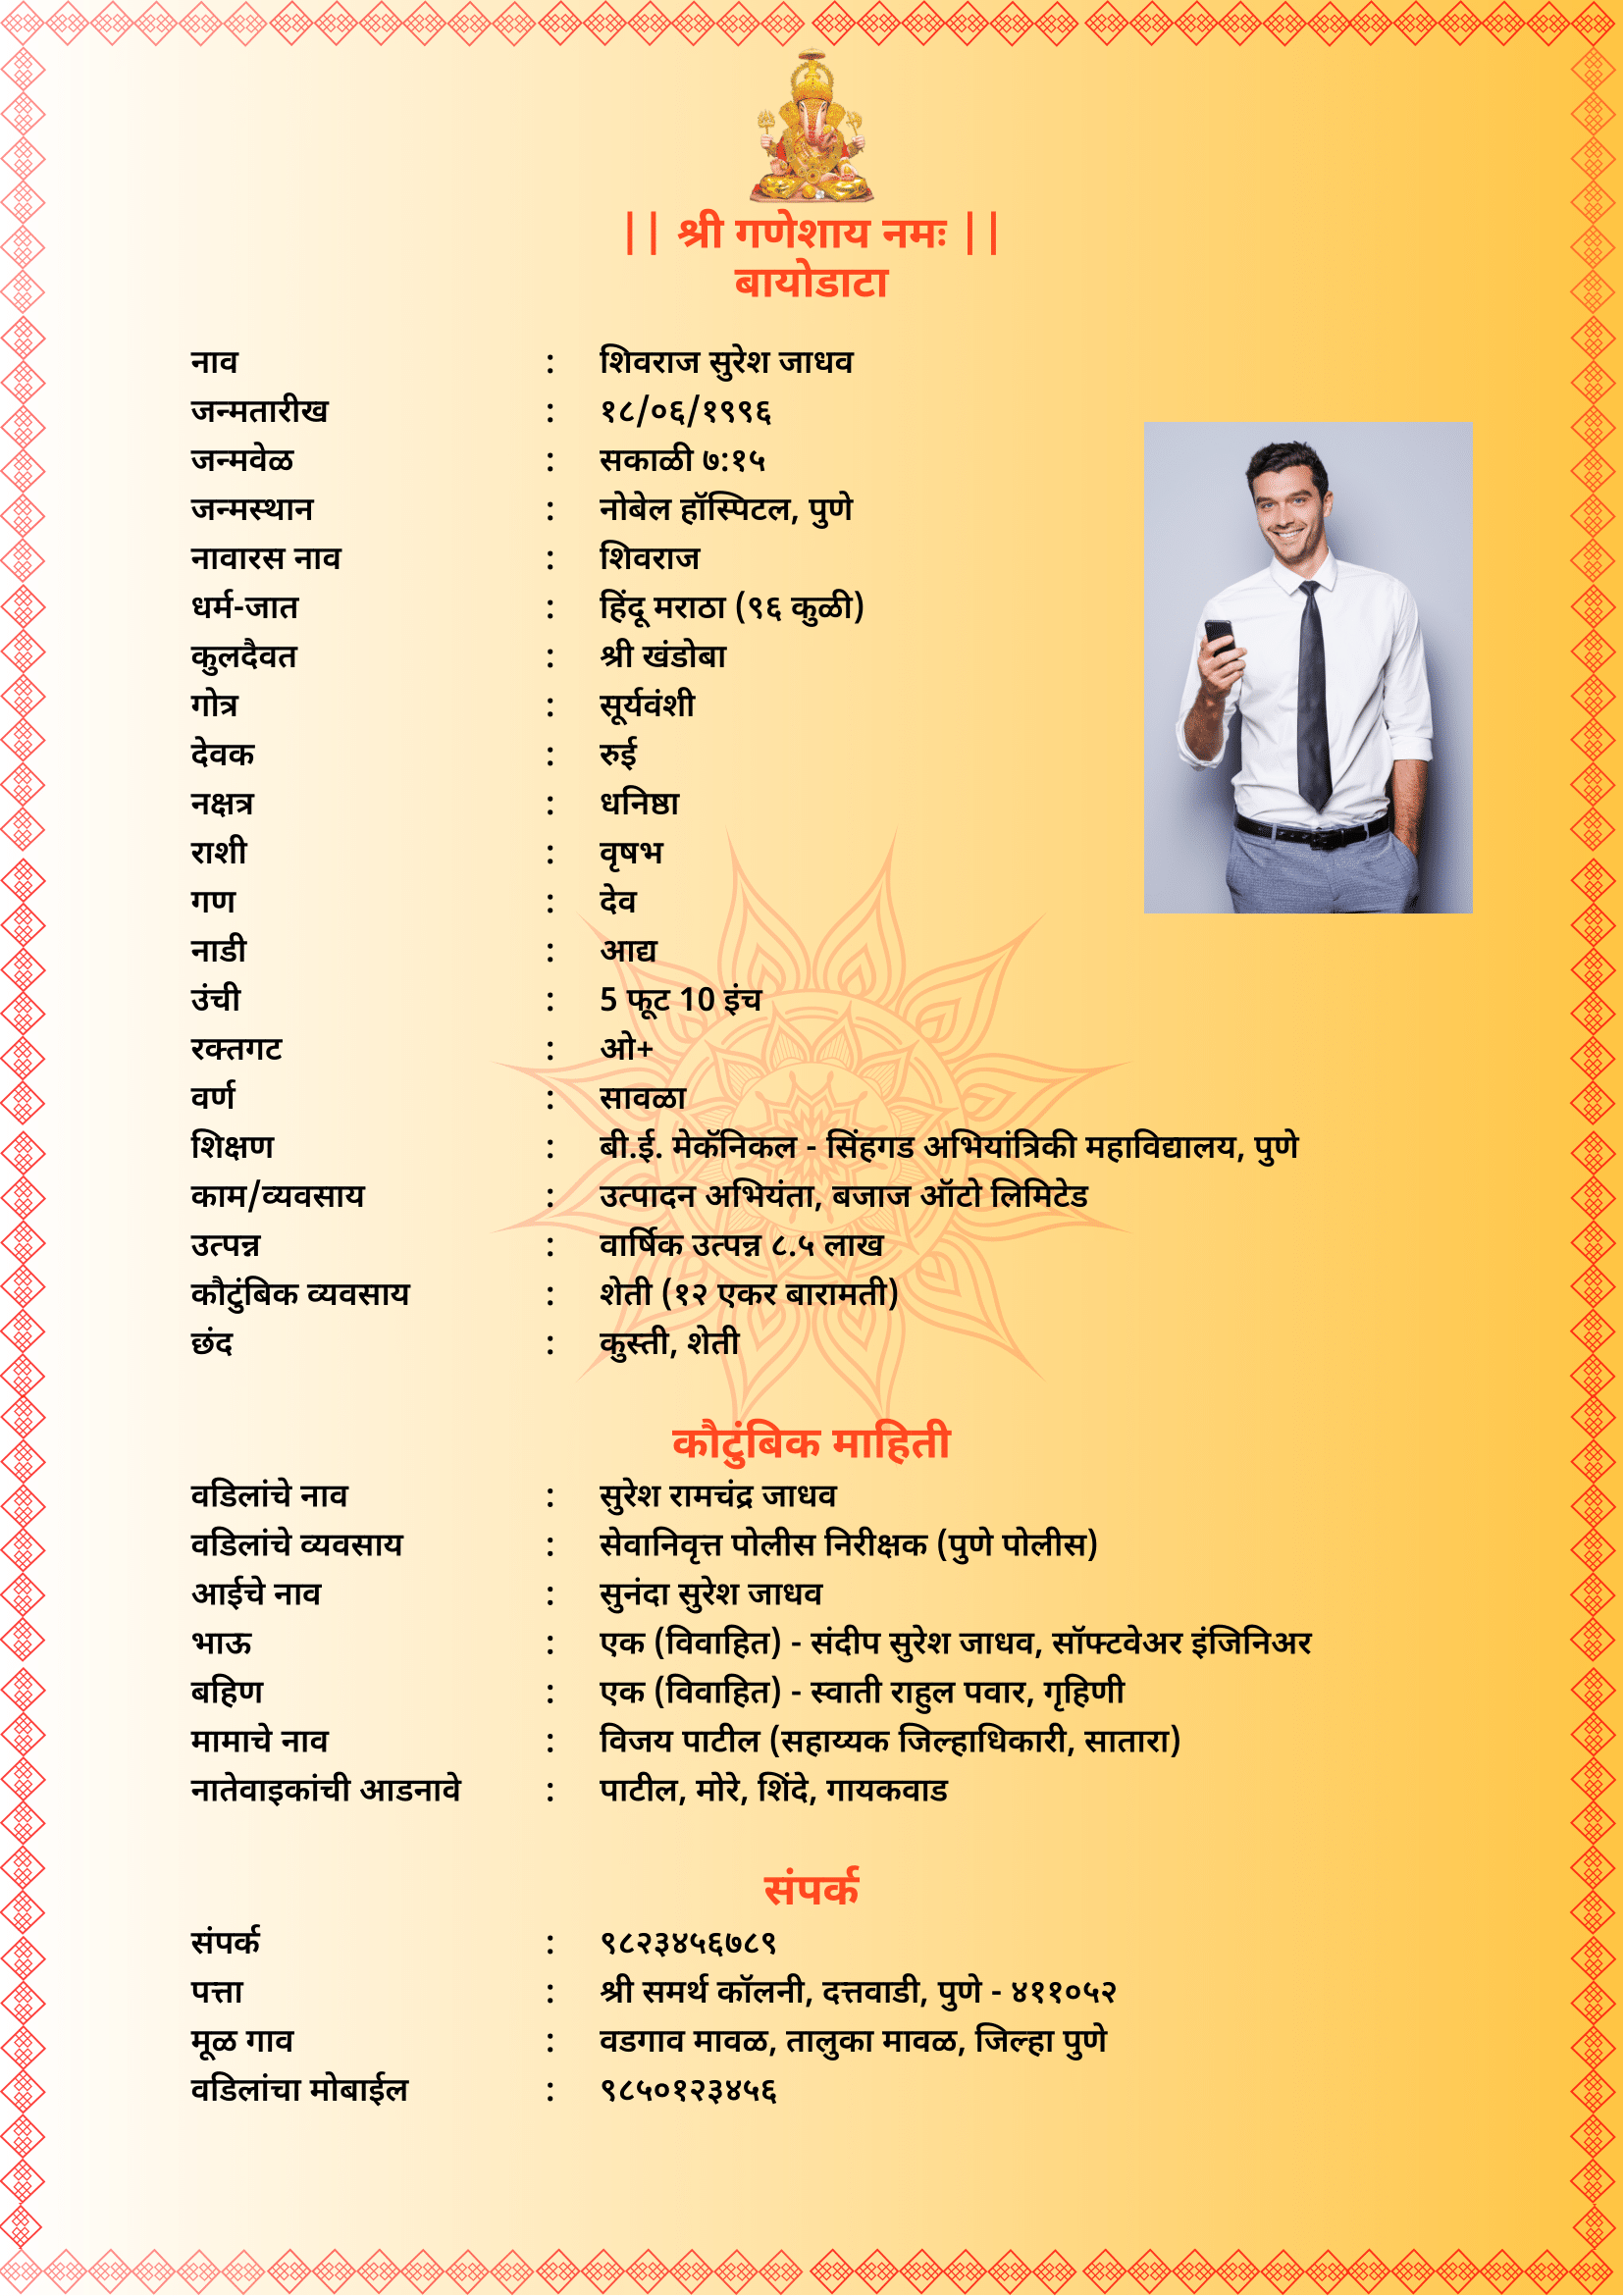 || श्री गणेशाय नमः ||
बायोडाटा
नाव : शिवराज सुरेश जाधव
जन्मतारीख : १८/०६/१९९६
जन्मवेळ : सकाळी ७:१५
जन्मस्थान : नोबेल हॉस्पिटल, पुणे
नावारस नाव : शिवराज
धर्म-जात : हिंदू मराठा (९६ कुळी)
कुलदैवत : श्री खंडोबा
गोत्र : सूर्यवंशी
देवक : रुई
नक्षत्र : धनिष्ठा
राशी : वृषभ
गण : देव
नाडी : आद्य
उंची : 5 फूट 10 इंच
रक्तगट : ओ+
वर्ण : सावळा
शिक्षण : बी.ई. मेकॅनिकल - सिंहगड अभियांत्रिकी महाविद्यालय, पुणे
काम/व्यवसाय : उत्पादन अभियंता, बजाज ऑटो लिमिटेड
उत्पन्न : वार्षिक उत्पन्न ८.५ लाख
कौटुंबिक व्यवसाय : शेती (१२ एकर बारामती)
छंद : कुस्ती, शेती
कौटुंबिक माहिती
वडिलांचे नाव : सुरेश रामचंद्र जाधव
वडिलांचे व्यवसाय : सेवानिवृत्त पोलीस निरीक्षक (पुणे पोलीस)
आईचे नाव : सुनंदा सुरेश जाधव
भाऊ : एक (विवाहित) - संदीप सुरेश जाधव, सॉफ्टवेअर इंजिनिअर
बहिण : एक (विवाहित) - स्वाती राहुल पवार, गृहिणी
मामाचे नाव : विजय पाटील (सहाय्यक जिल्हाधिकारी, सातारा)
नातेवाइकांची आडनावे : पाटील, मोरे, शिंदे, गायकवाड
संपर्क
संपर्क : ९८२३४५६७८९
पत्ता : श्री समर्थ कॉलनी, दत्तवाडी, पुणे - ४११०५२
मूळ गाव : वडगाव मावळ, तालुका मावळ, जिल्हा पुणे
वडिलांचा मोबाईल : ९८५०१२३४५६